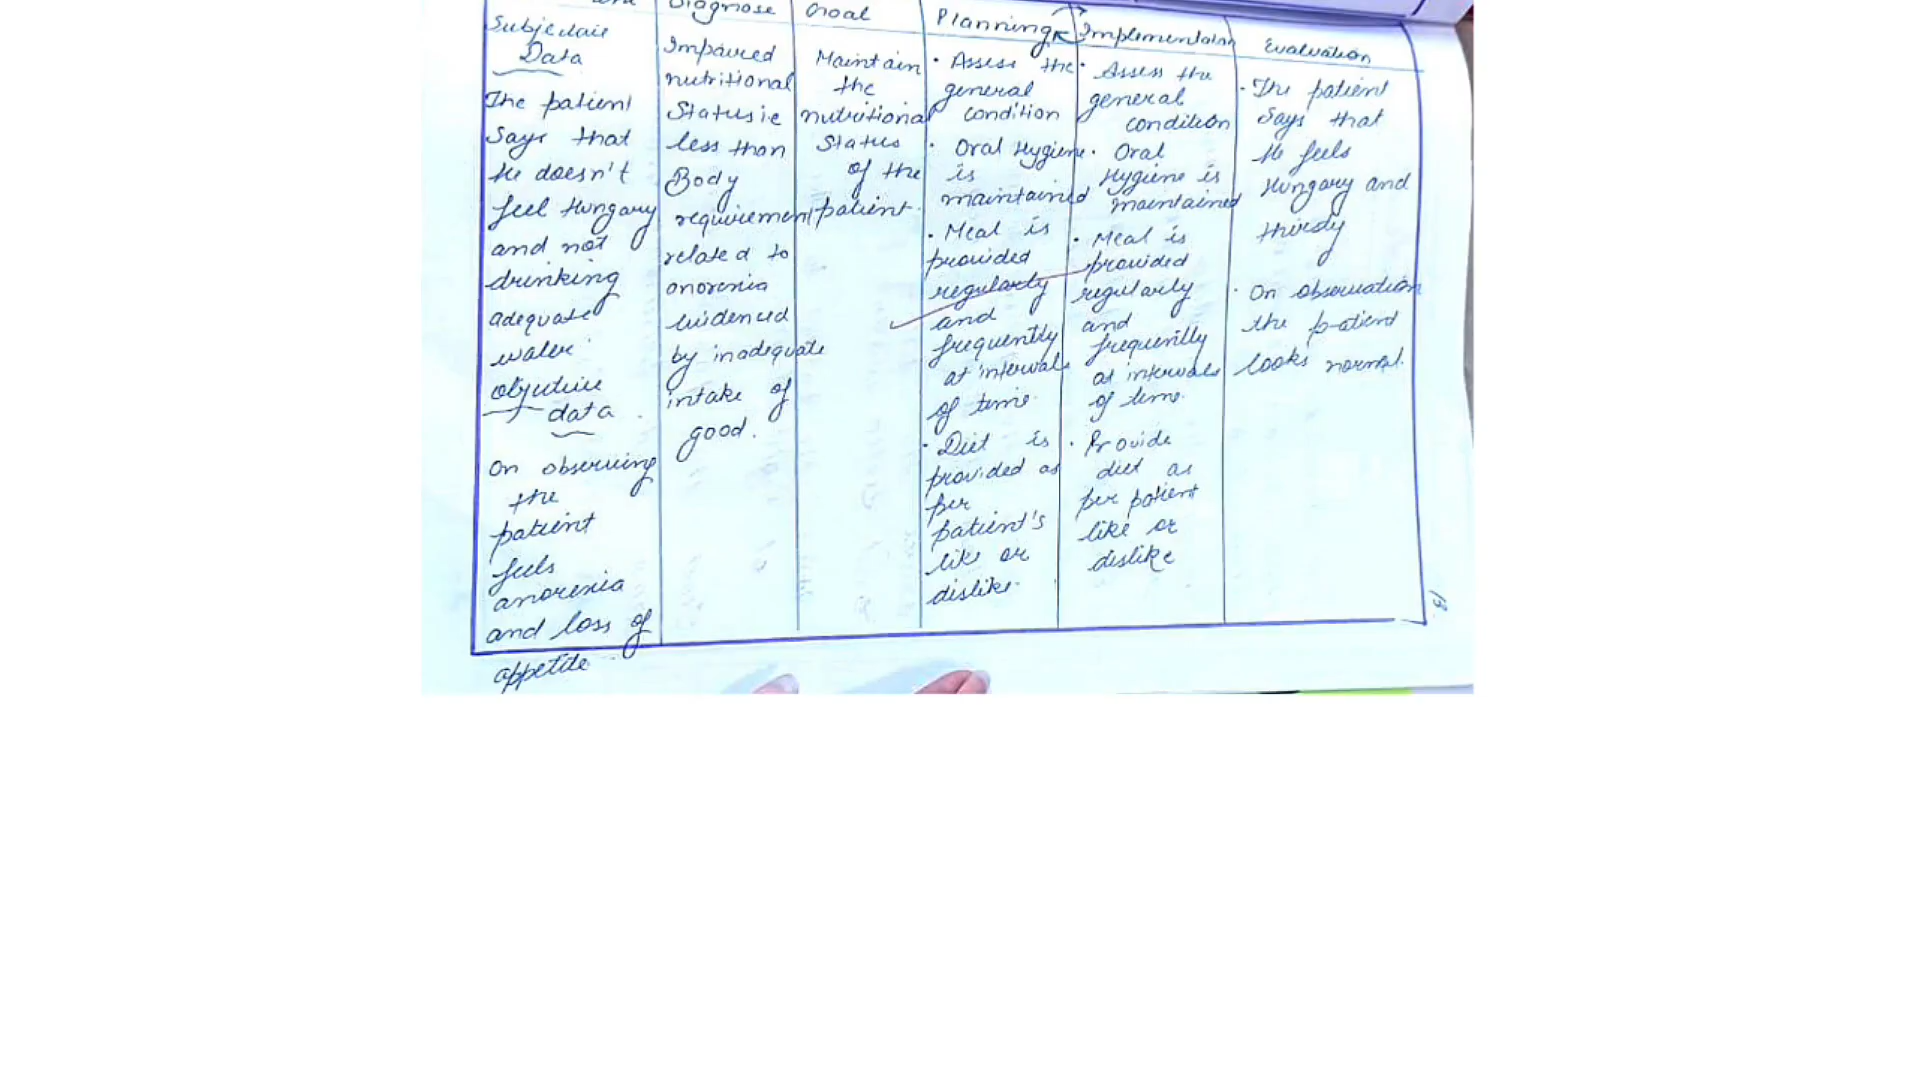 Diagnose
Goal
Planning
Implementaion
Evaluation
Subjective
Data
The patient
Says that
He doesn't
feel Hungary
and not
drinking
adequate
water
objective
data
On observing
the
patient
feels
anorexia
and loss of
appetite
Impaired
nutritional
Status ie
less than
Body
requirement
related to
anorexia
evidenced
by inadequate
intake of
good.
Maintain
the
nutritional
Status
of the
patient.
• Assess the
general
condition
• Oral Hygiene
is
maintained
• Meal is
provided
regularly
and
frequently
at intervals
of time.
• Diet is
provided as
per
patient's
like or
dislike.
• Assess the
general
condition
• Oral
Hygiene is
maintained
• Meal is
provided
regularly
and
frequently
at intervals
of time.
• Provide
diet as
per patient
like or
dislike
• The patient
Says that
He feels
Hungary and
thirsty
• On observation
the patient
looks normal.